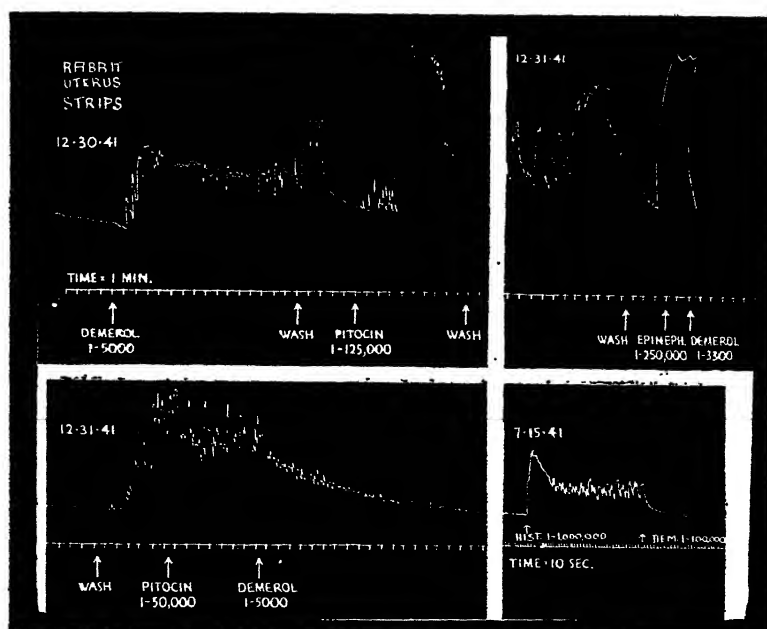 RABBIT
UTERUS
STRIPS
12·30·41
TIME = 1 MIN.
DEMEROL
1-5000
WASH
PITOCIN
1-125,000
WASH
12·31·41
WASH EPINEPH. DEMEROL
1-250,000 1-3300
12·31·41
WASH
PITOCIN
1-50,000
DEMEROL
1-5000
7·15·41
HIST. 1-1,000,000
DEM. 1-100,000
TIME·10 SEC.